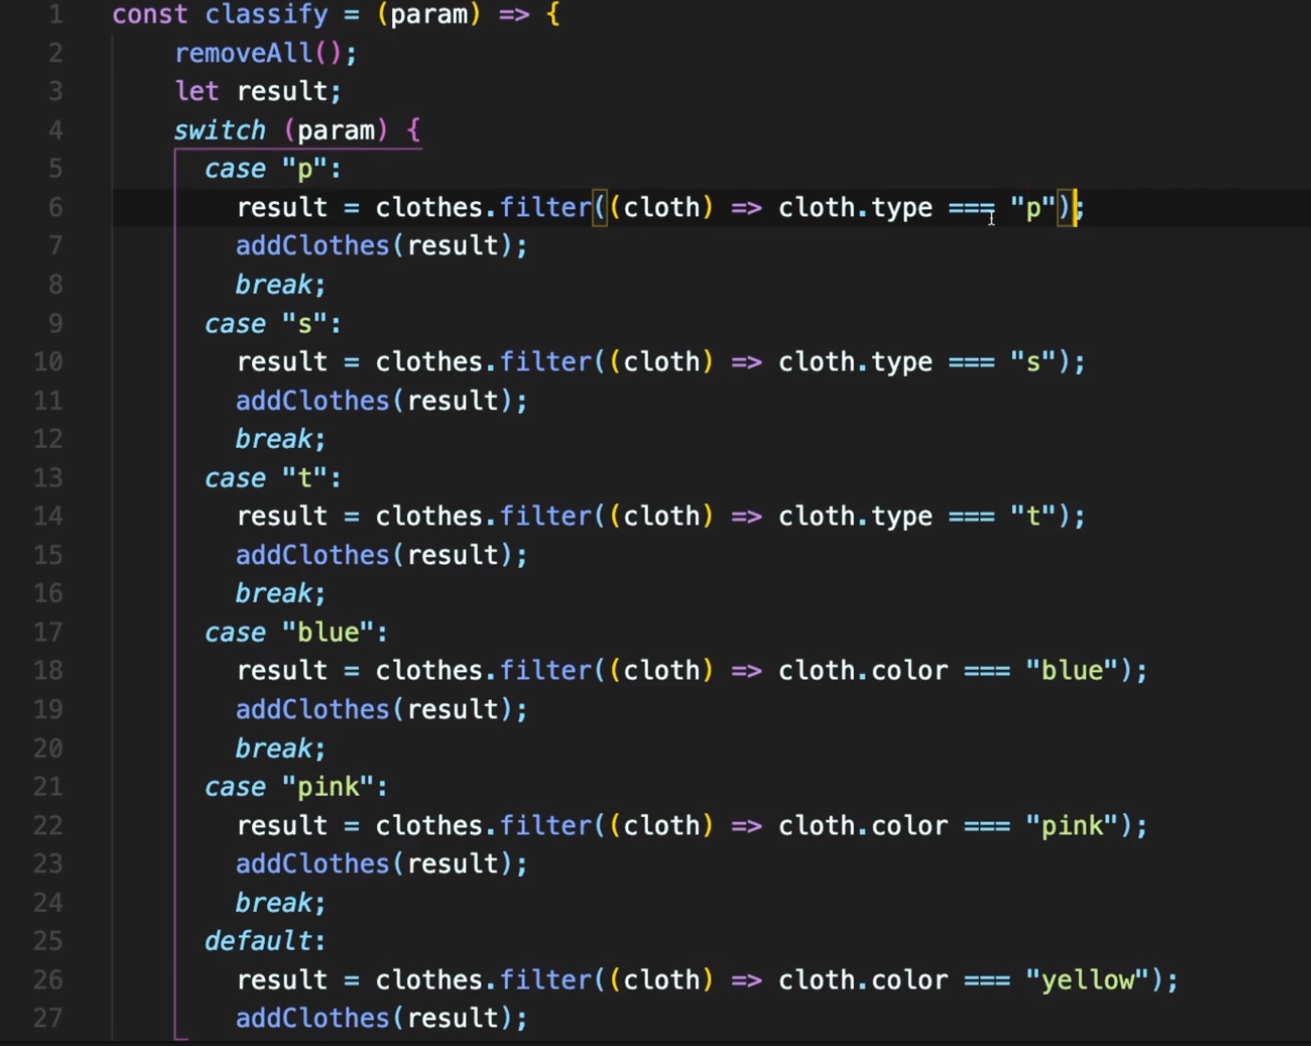 1 const classify = (param) => {
2 removeAll();
3 let result;
4 switch (param) {
5 case "p":
6 result = clothes.filter((cloth) => cloth.type === "p");
7 addClothes(result);
8 break;
9 case "s":
10 result = clothes.filter((cloth) => cloth.type === "s");
11 addClothes(result);
12 break;
13 case "t":
14 result = clothes.filter((cloth) => cloth.type === "t");
15 addClothes(result);
16 break;
17 case "blue":
18 result = clothes.filter((cloth) => cloth.color === "blue");
19 addClothes(result);
20 break;
21 case "pink":
22 result = clothes.filter((cloth) => cloth.color === "pink");
23 addClothes(result);
24 break;
25 default:
26 result = clothes.filter((cloth) => cloth.color === "yellow");
27 addClothes(result);